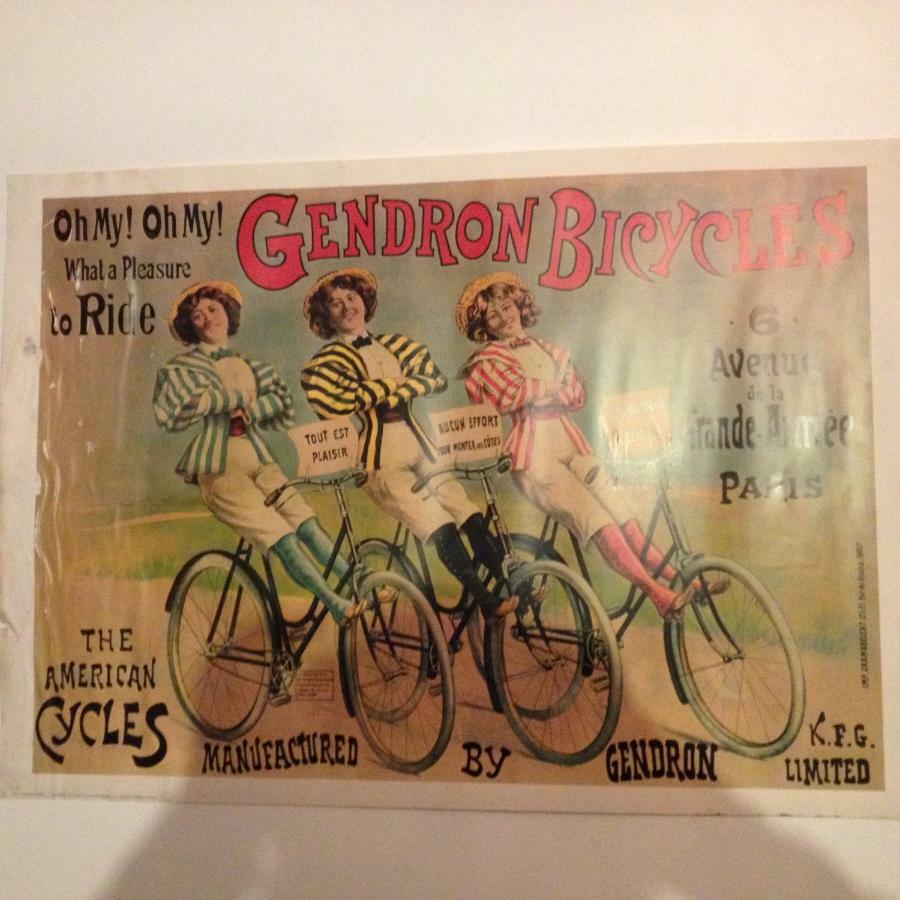 Oh My! Oh My!
What a Pleasure
to Ride
GENDRON BICYCLES
6
Avenue
de la
Grande Armée
PARIS
TOUT EST
PLAISIR
AUCUN EFFORT
POUR MONTER LES CÔTES
THE
AMERICAN
CYCLES
MANUFACTURED BY GENDRON
K.F.G.
LIMITED